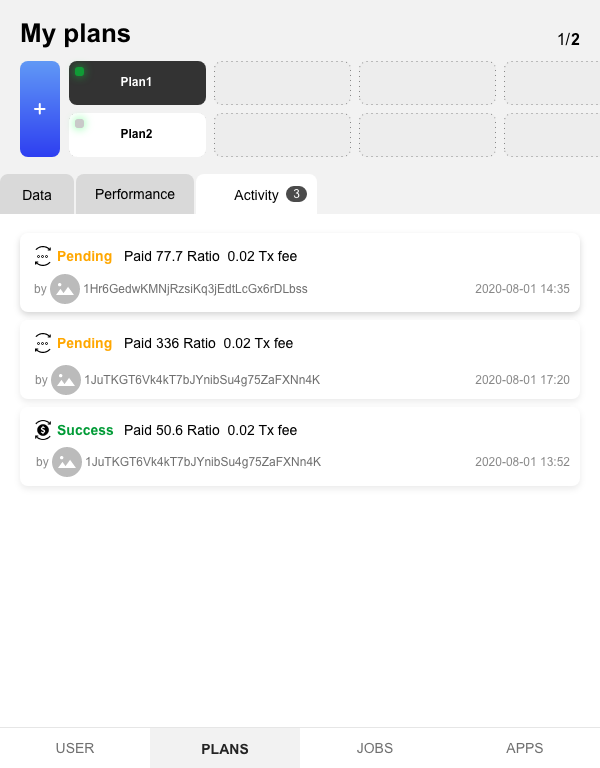 My plans
1/2
+
Plan1
Plan2
Data
Performance
Activity 3
Pending Paid 77.7 Ratio 0.02 Tx fee
by 1Hr6GedwKMNjRzsiKq3jEdtLcGx6rDLbss 2020-08-01 14:35
Pending Paid 336 Ratio 0.02 Tx fee
by 1JuTKGT6Vk4kT7bJYnibSu4g75ZaFXNn4K 2020-08-01 17:20
Success Paid 50.6 Ratio 0.02 Tx fee
by 1JuTKGT6Vk4kT7bJYnibSu4g75ZaFXNn4K 2020-08-01 13:52
USER
PLANS
JOBS
APPS